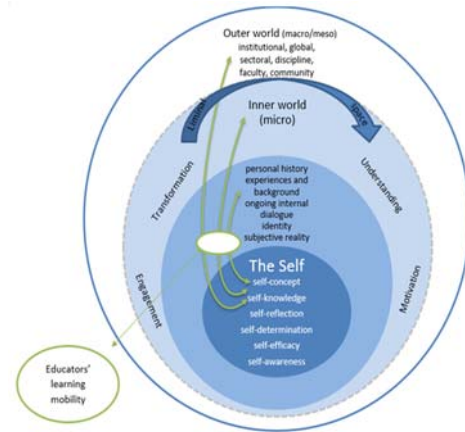 Outer world (macro/meso)
institutional, global,
sectoral, discipline,
faculty, community
Liminal
space
Inner world
(micro)
Transformation
Understanding
personal history
experiences and
background
ongoing internal
dialogue
identity
subjective reality
The Self
self-concept
self-knowledge
self-reflection
self-determination
self-efficacy
self-awareness
Engagement
Motivation
Educators'
learning
mobility